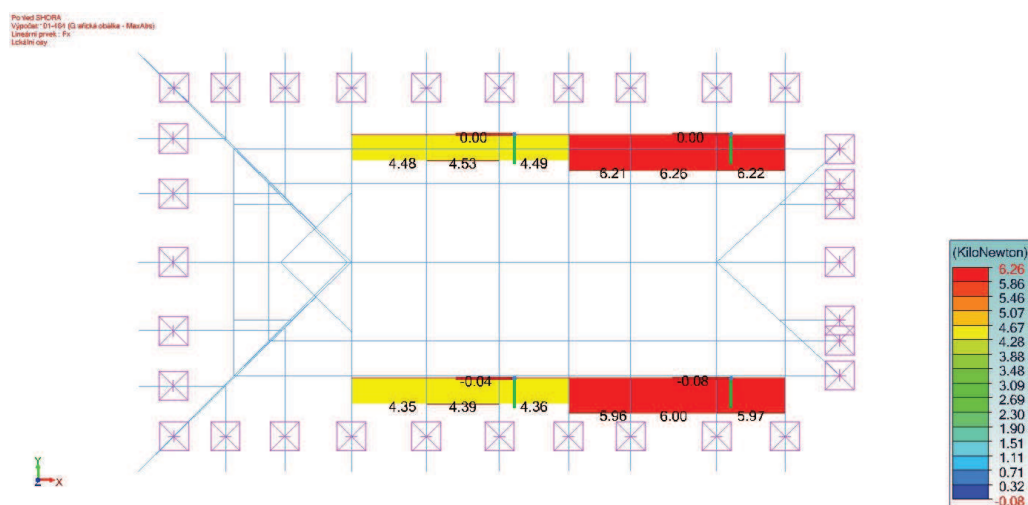 Pohled SHORA
Výpočet : 01-104 (Grafická obálka - MaxAbs)
Lineární prvek : Fx
Lokální osy
0.00
0.00
4.48 4.53 4.49
6.21 6.26 6.22
-0.04
-0.08
4.35 4.39 4.36
5.96 6.00 5.97
(KiloNewton)
6.26
5.86
5.46
5.07
4.67
4.28
3.88
3.48
3.09
2.69
2.30
1.90
1.51
1.11
0.71
0.32
-0.08
Y
Z X